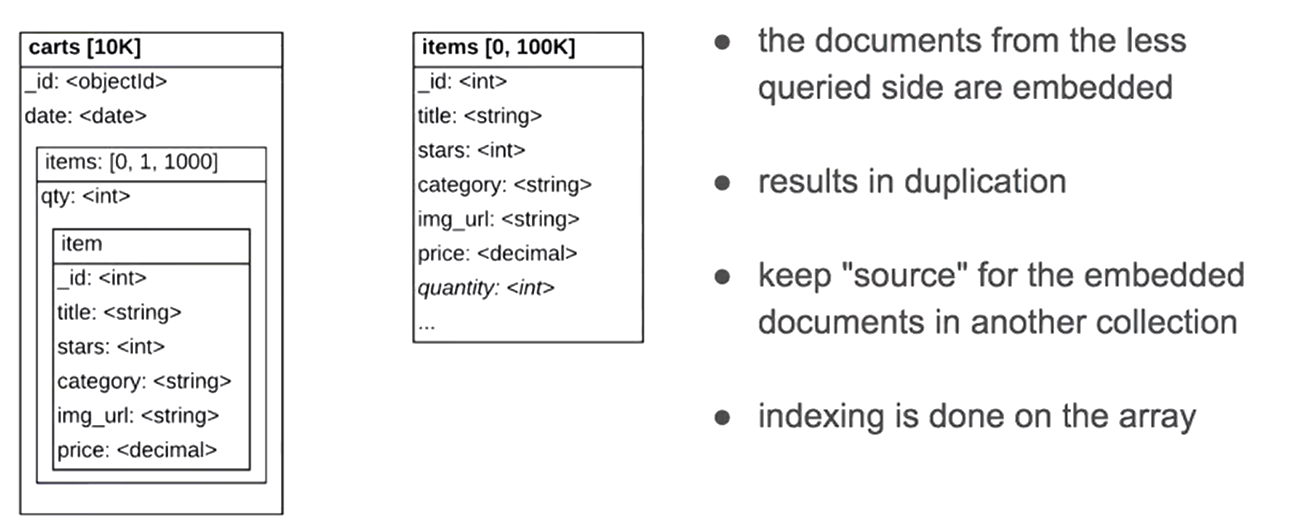 carts [10K]
_id: <objectId>
date: <date>
items: [0, 1, 1000]
qty: <int>
item
_id: <int>
title: <string>
stars: <int>
category: <string>
img_url: <string>
price: <decimal>
items [0, 100K]
_id: <int>
title: <string>
stars: <int>
category: <string>
img_url: <string>
price: <decimal>
quantity: <int>
...
● the documents from the less
queried side are embedded
● results in duplication
● keep "source" for the embedded
documents in another collection
● indexing is done on the array